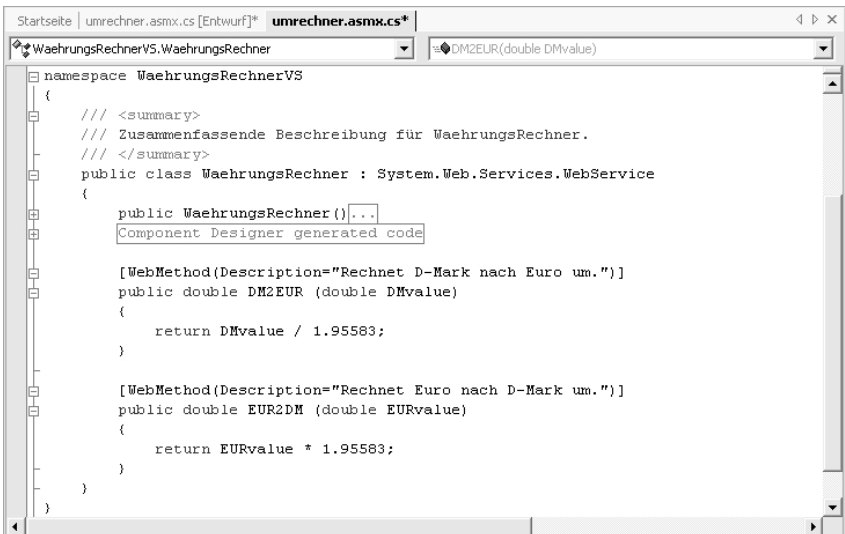 Startseite umrechner.asmx.cs [Entwurf]* umrechner.asmx.cs*
WaehrungsRechnerVS.WaehrungsRechner DM2EUR(double DMvalue)
namespace WaehrungsRechnerVS
{
/// <summary>
/// Zusammenfassende Beschreibung für WaehrungsRechner.
/// </summary>
public class WaehrungsRechner : System.Web.Services.WebService
{
public WaehrungsRechner()...
Component Designer generated code
[WebMethod(Description="Rechnet D-Mark nach Euro um.")]
public double DM2EUR (double DMvalue)
{
return DMvalue / 1.95583;
}
[WebMethod(Description="Rechnet Euro nach D-Mark um.")]
public double EUR2DM (double EURvalue)
{
return EURvalue * 1.95583;
}
}
}